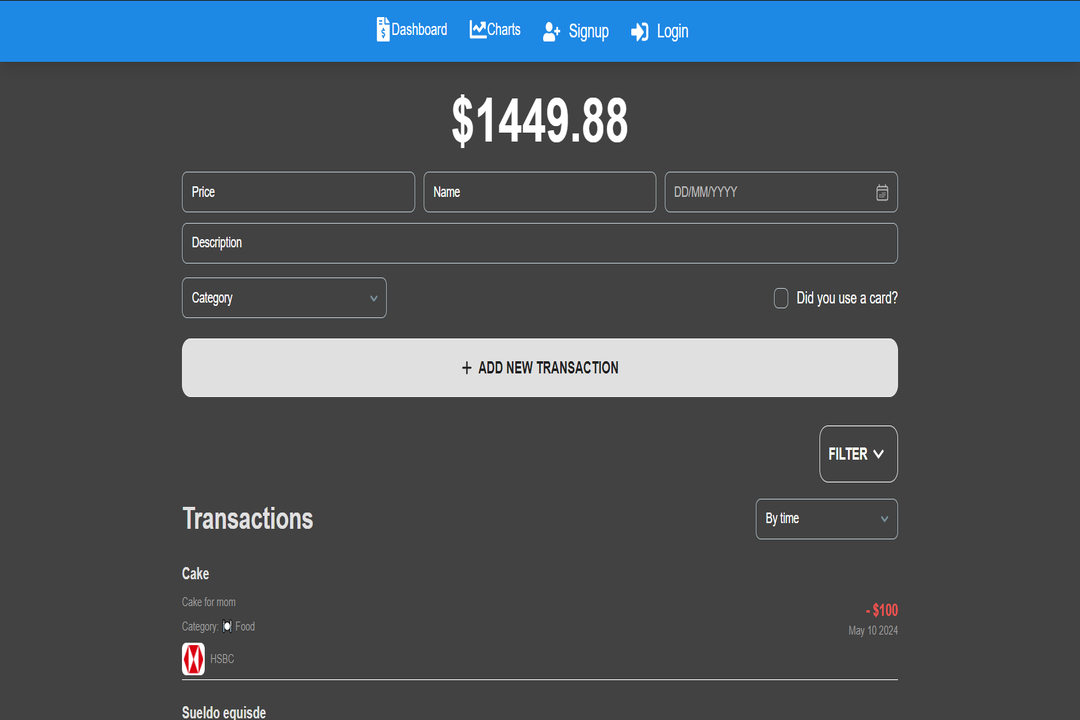 Dashboard Charts Signup Login
$1449.88
Price Name DD/MM/YYYY
Description
Category Did you use a card?
+ ADD NEW TRANSACTION
FILTER
Transactions By time
Cake
Cake for mom
- $100
Category: Food
May 10 2024
HSBC
Sueldo equisde